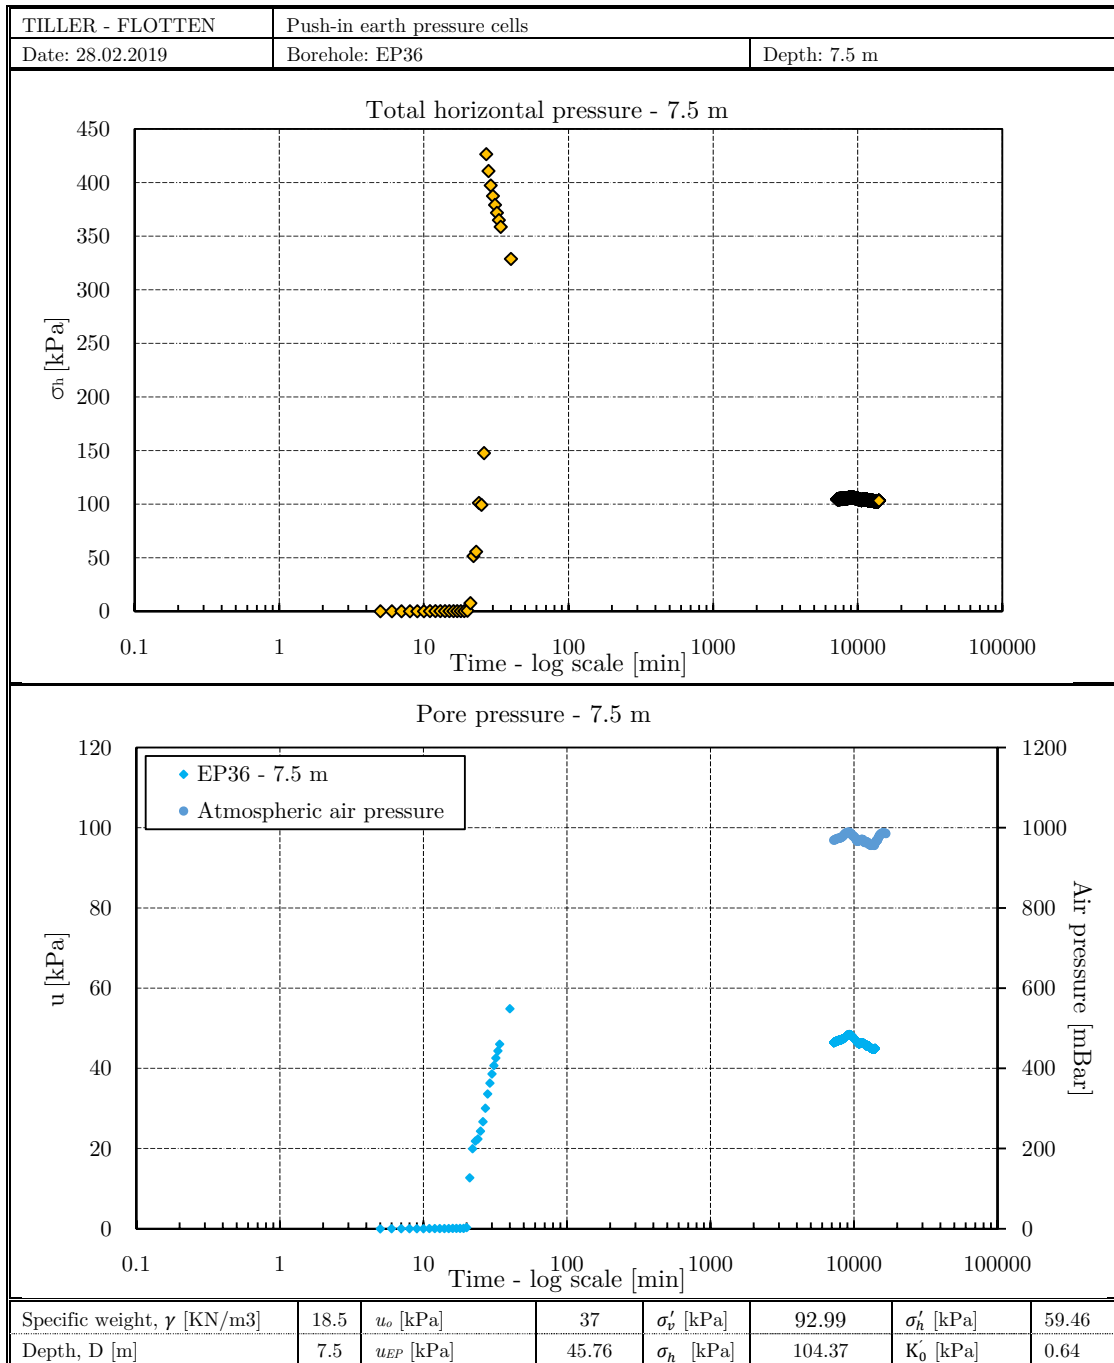 TILLER - FLOTTEN Push-in earth pressure cells
Date: 28.02.2019 Borehole: EP36 Depth: 7.5 m
Total horizontal pressure - 7.5 m
450
400
350
300
250
200
150
100
50
0
σh [kPa]
0.1 1 10 100 1000 10000 100000
Time - log scale [min]
Pore pressure - 7.5 m
EP36 - 7.5 m
Atmospheric air pressure
120 1200
100 1000
80 800
60 600
40 400
20 200
0 0
u [kPa]
Air pressure [mBar]
0.1 1 10 100 1000 10000 100000
Time - log scale [min]
Specific weight, γ [KN/m3] 18.5 uo [kPa] 37 σ′v [kPa] 92.99 σ′h [kPa] 59.46
Depth, D [m] 7.5 uEP [kPa] 45.76 σh [kPa] 104.37 K′0 [kPa] 0.64